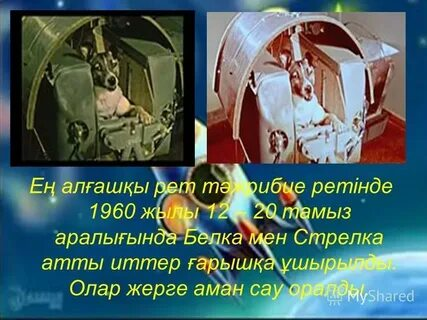 Ең алғашқы рет тәжрибие ретінде
1960 жылы 12 – 20 тамыз
аралығында Белка мен Стрелка
атты иттер ғарышқа ұшырылды.
Олар жерге аман сау оралды.
MyShared